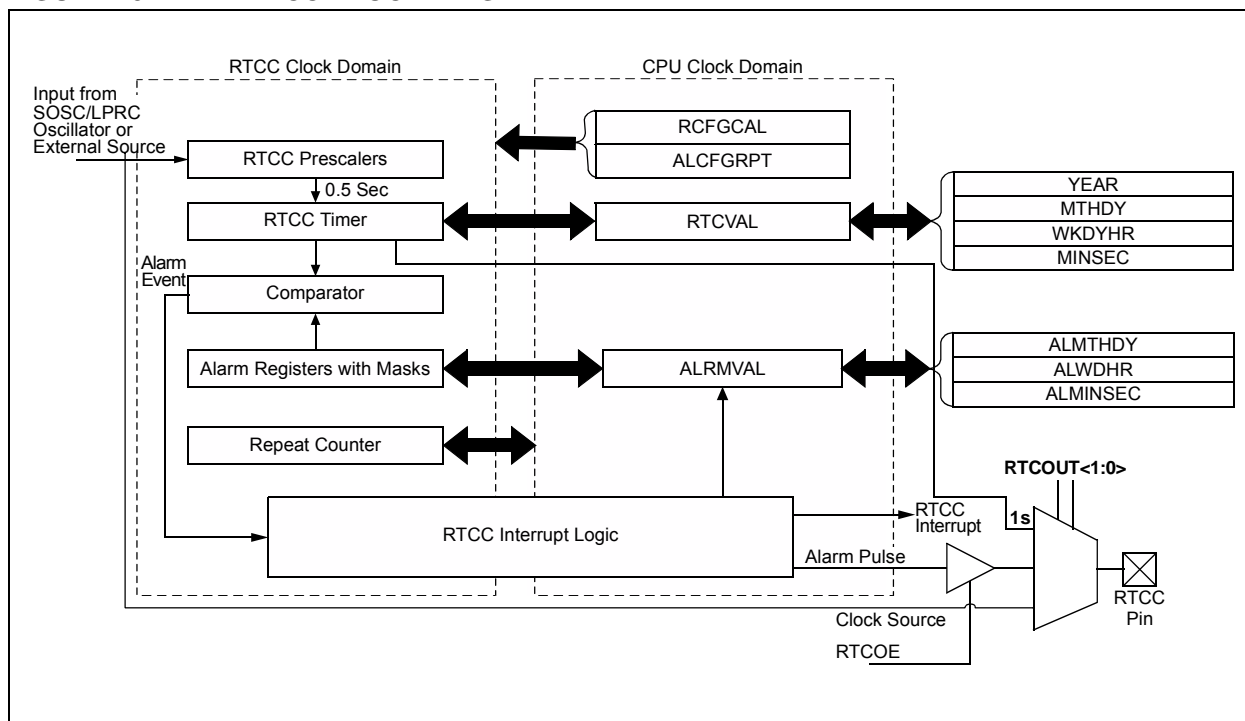 RTCC Clock Domain
CPU Clock Domain
Input from
SOSC/LPRC
Oscillator or
External Source
RTCC Prescalers
0.5 Sec
RTCC Timer
Alarm
Event
Comparator
Alarm Registers with Masks
Repeat Counter
RTCC Interrupt Logic
RCFGCAL
ALCFGRPT
RTCVAL
ALRMVAL
YEAR
MTHDY
WKDYHR
MINSEC
ALMTHDY
ALWDHR
ALMINSEC
RTCOUT<1:0>
1s
RTCC
Interrupt
Alarm Pulse
Clock Source
RTCOE
RTCC
Pin